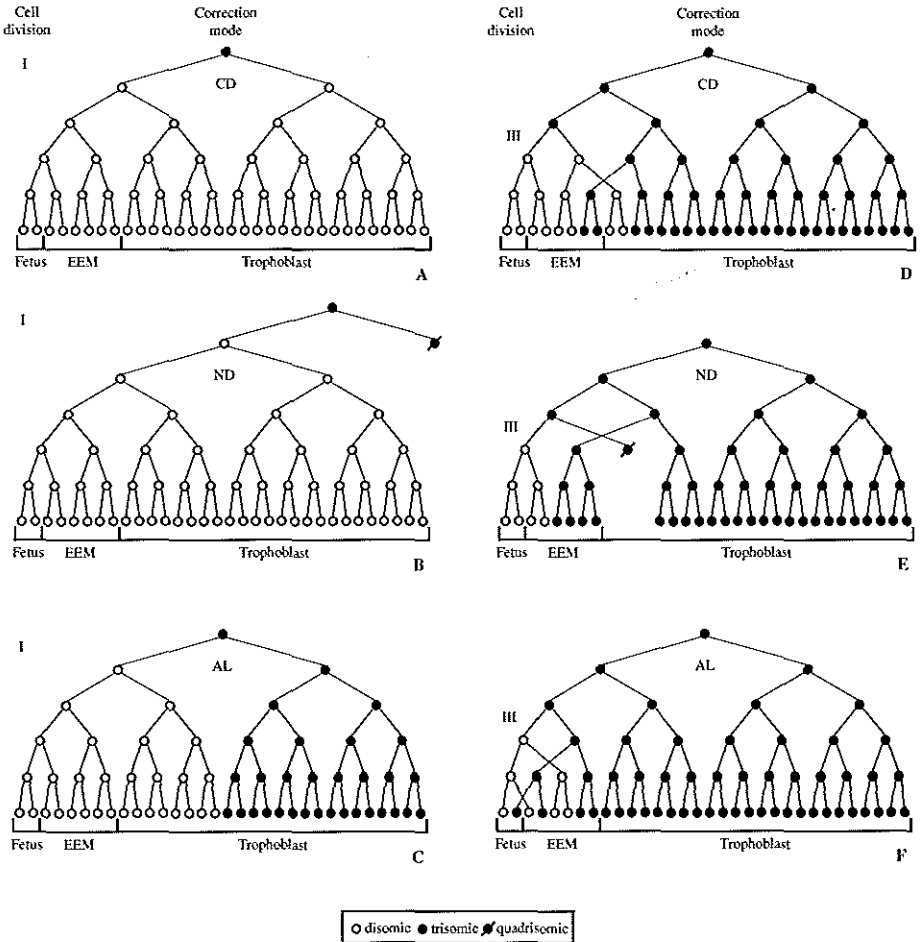 Cell division
Correction mode
I
CD
Fetus EEM Trophoblast
A
I
ND
Fetus EEM Trophoblast
B
I
AL
Fetus EEM Trophoblast
C
Cell division
Correction mode
CD
III
Fetus EEM Trophoblast
D
ND
III
Fetus EEM Trophoblast
E
AL
III
Fetus EEM Trophoblast
F
disomic trisomic quadrisomic